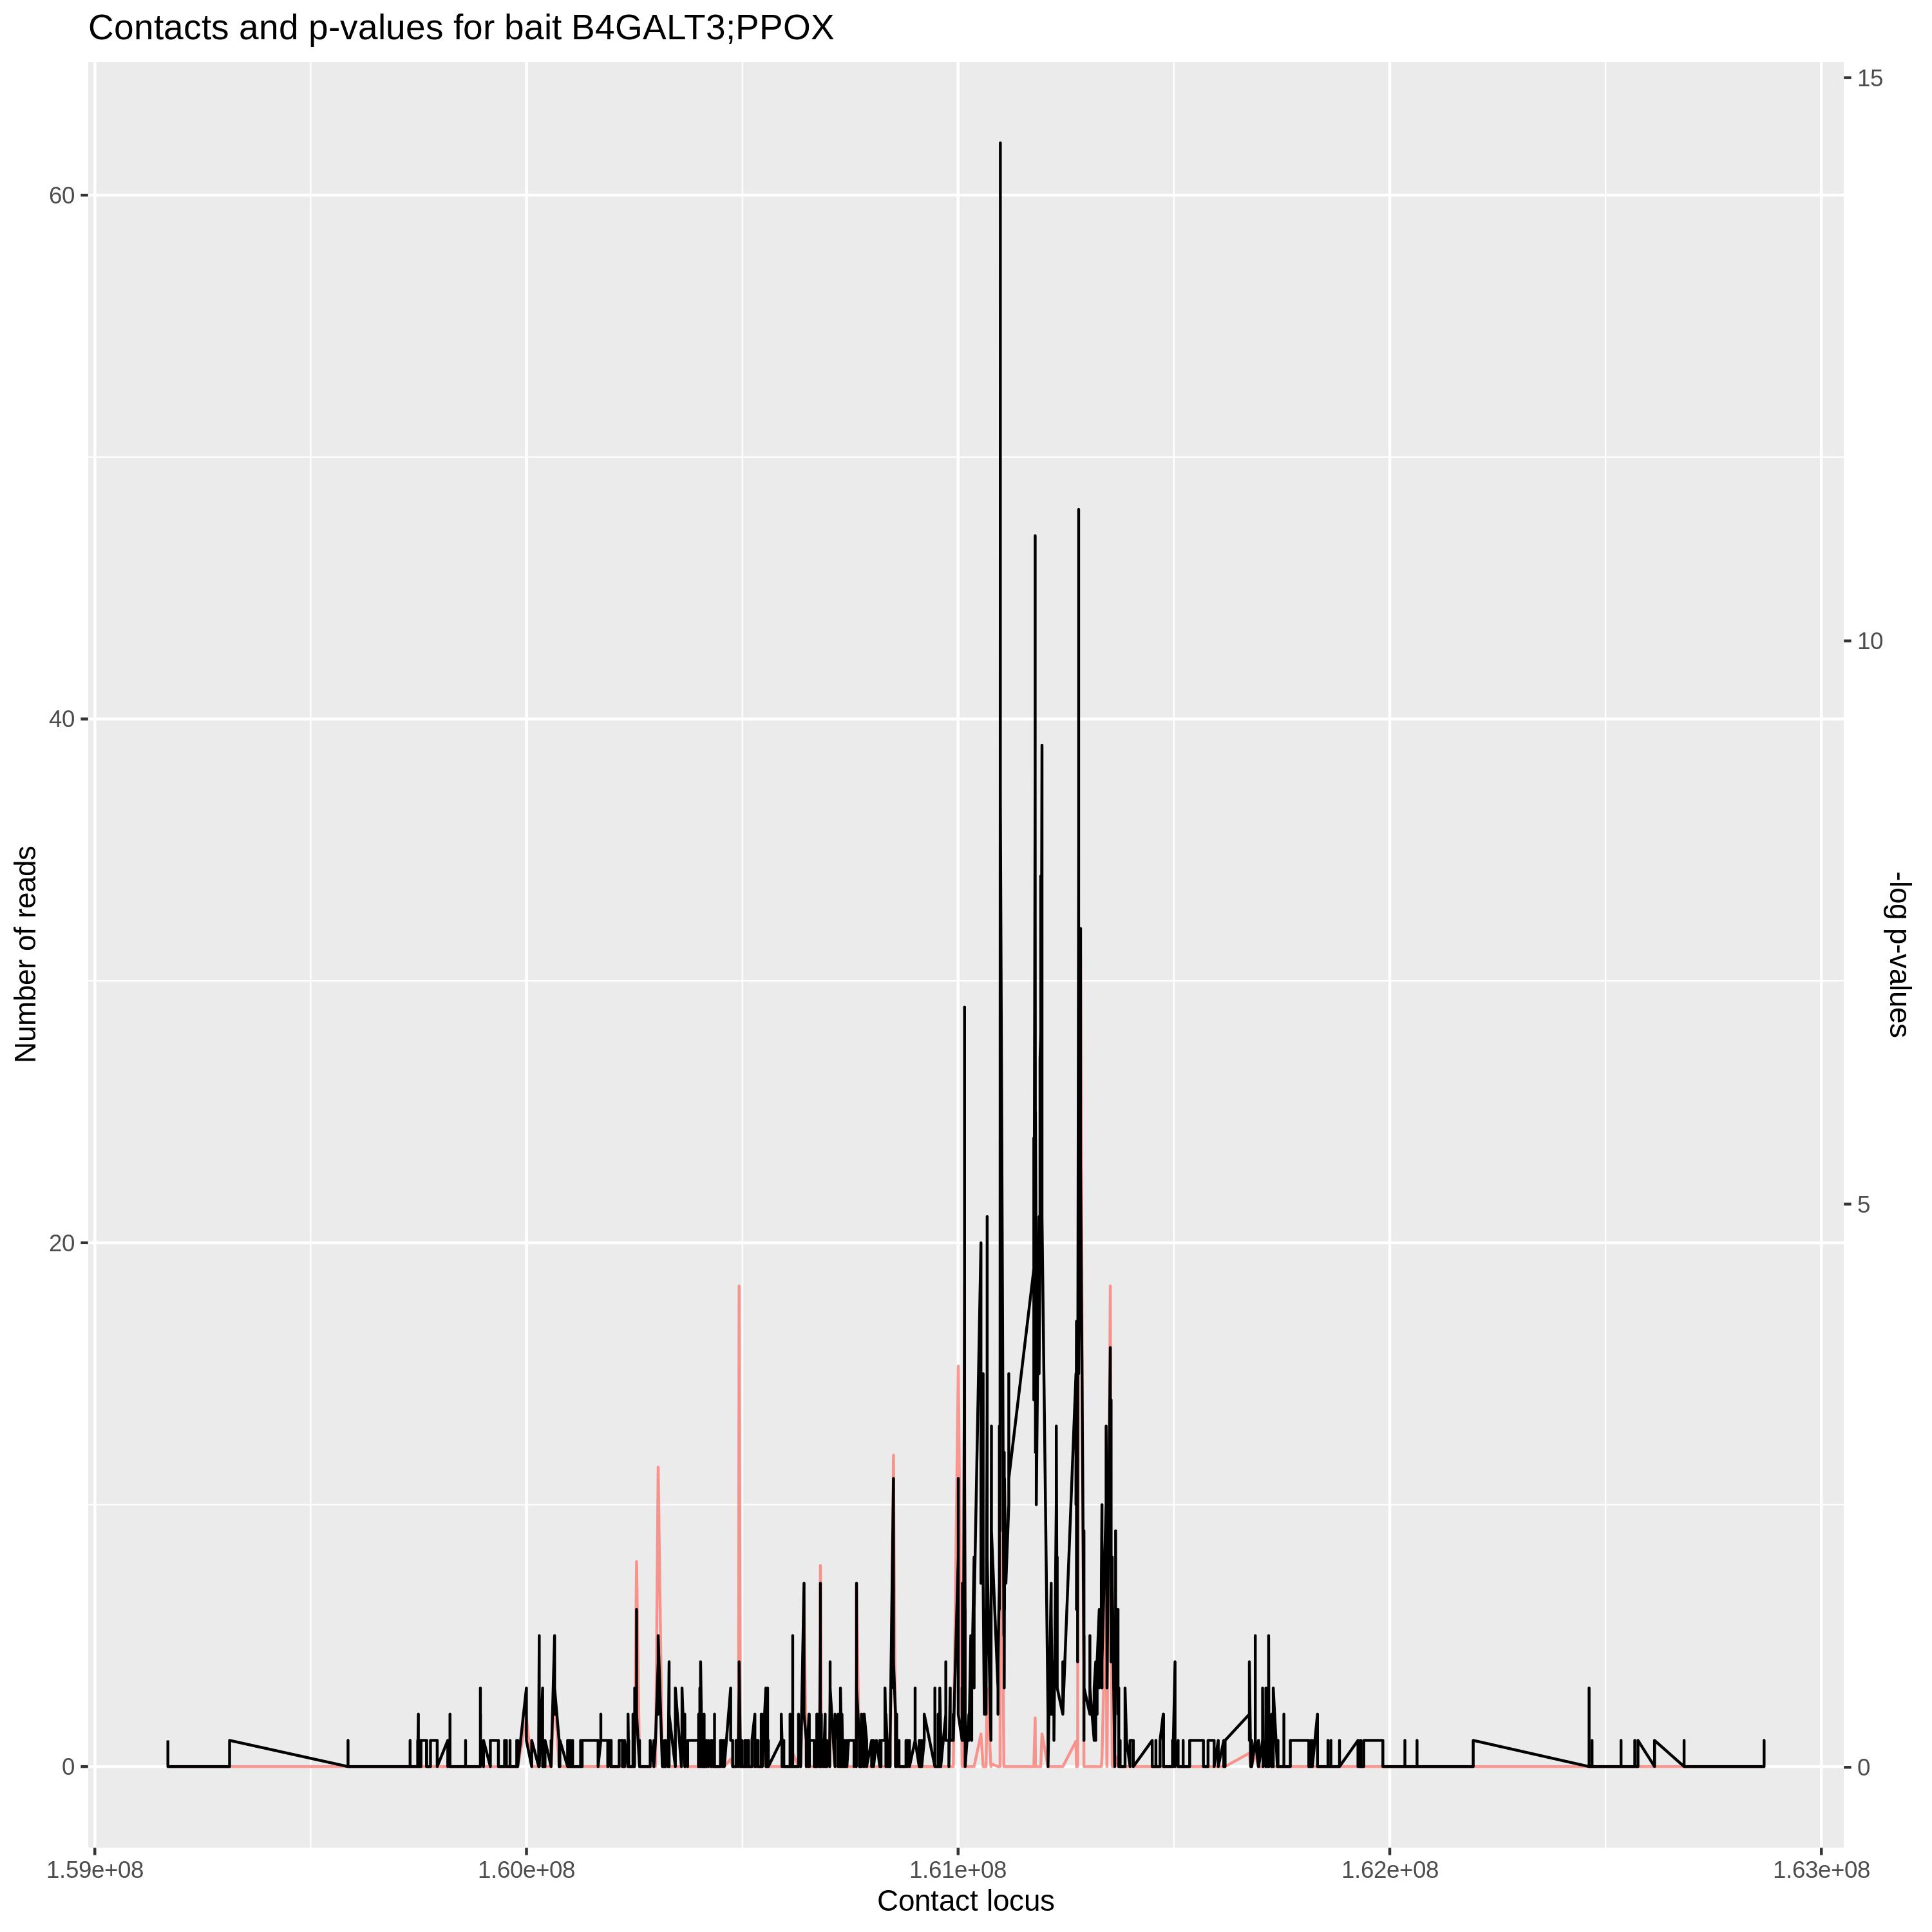 Contacts and p-values for bait B4GALT3;PPOX
15
60
10
40
Number of reads
-log p-values
5
20
0
0
1.59e+08
1.60e+08
1.61e+08
1.62e+08
1.63e+08
Contact locus